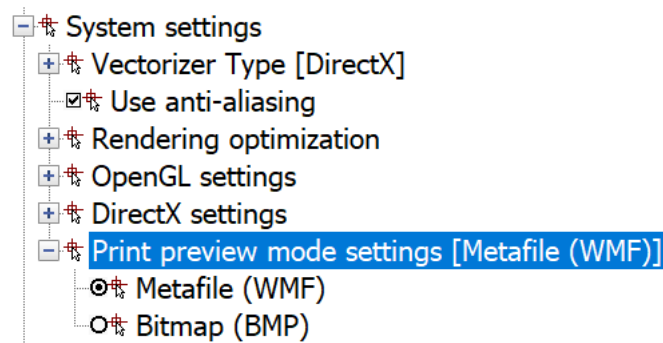 System settings
Vectorizer Type [DirectX]
Use anti-aliasing
Rendering optimization
OpenGL settings
DirectX settings
Print preview mode settings [Metafile (WMF)]
Metafile (WMF)
Bitmap (BMP)